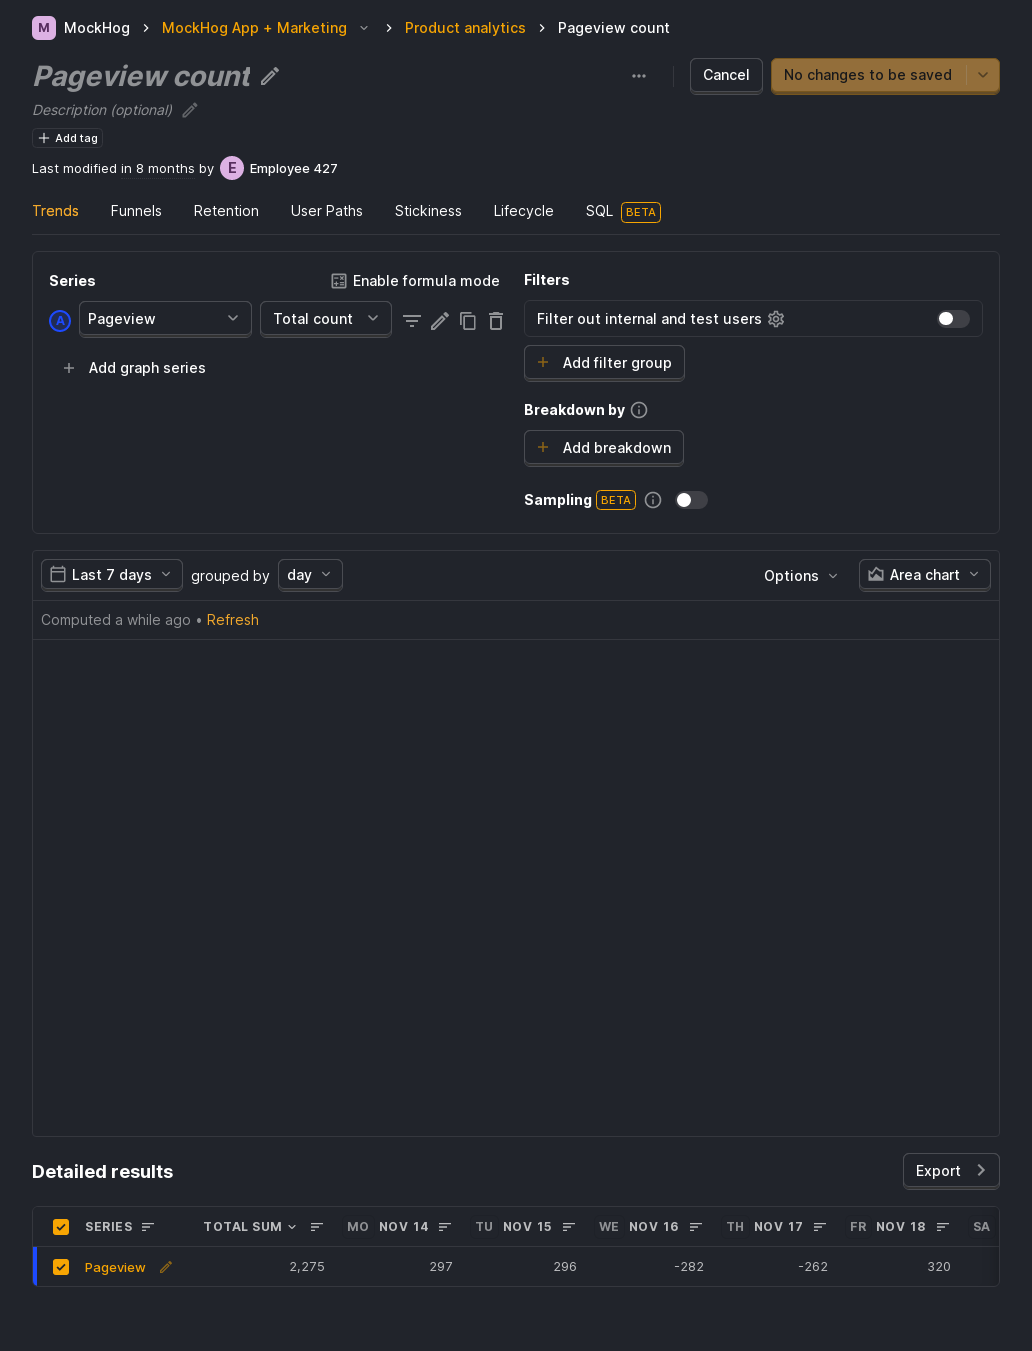 M MockHog > MockHog App + Marketing > Product analytics > Pageview count
Pageview count
Cancel No changes to be saved
Description (optional)
+ Add tag
Last modified in 8 months by E Employee 427
Trends Funnels Retention User Paths Stickiness Lifecycle SQL BETA
Series Enable formula mode
A Pageview Total count
+ Add graph series
Filters
Filter out internal and test users
+ Add filter group
Breakdown by
+ Add breakdown
Sampling BETA
Last 7 days grouped by day Options Area chart
Computed a while ago • Refresh
Detailed results Export
SERIES TOTAL SUM MO NOV 14 TU NOV 15 WE NOV 16 TH NOV 17 FR NOV 18 SA
Pageview 2,275 297 296 -282 -262 320